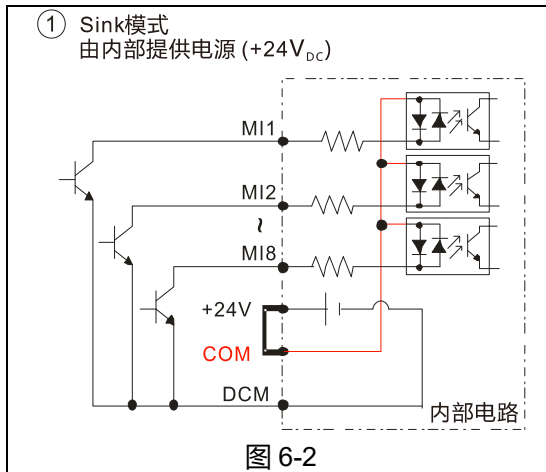 ① Sink模式
由内部提供电源 (+24VDC)
MI1
MI2
~
MI8
+24V
COM
DCM
内部电路
图 6-2